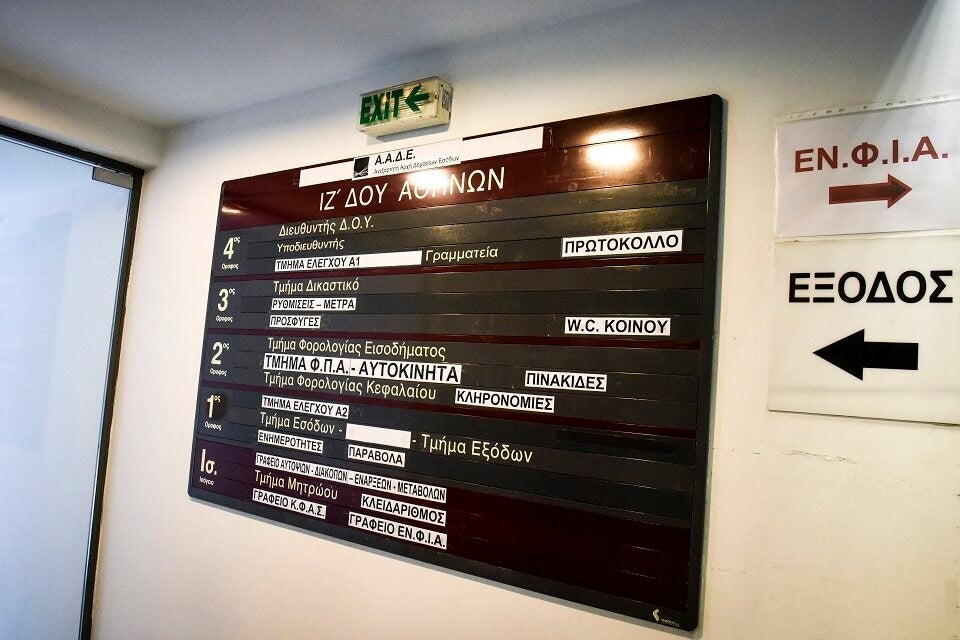 EXIT
Α.Α.Δ.Ε.
Ανεξάρτητη Αρχή Δημοσίων Εσόδων
ΙΖ΄ ΔΟΥ ΑΘΗΝΩΝ
4ος Όροφος
Διευθυντής Δ.Ο.Υ.
Υποδιευθυντής
ΤΜΗΜΑ ΕΛΕΓΧΟΥ Α1 Γραμματεία ΠΡΩΤΟΚΟΛΛΟ
3ος Όροφος
Τμήμα Δικαστικό
ΡΥΘΜΙΣΕΙΣ – ΜΕΤΡΑ
ΠΡΟΣΦΥΓΕΣ W.C. ΚΟΙΝΟΥ
2ος Όροφος
Τμήμα Φορολογίας Εισοδήματος
ΤΜΗΜΑ Φ.Π.Α.- ΑΥΤΟΚΙΝΗΤΑ ΠΙΝΑΚΙΔΕΣ
Τμήμα Φορολογίας Κεφαλαίου ΚΛΗΡΟΝΟΜΙΕΣ
1ος Όροφος
ΤΜΗΜΑ ΕΛΕΓΧΟΥ Α2
Τμήμα Εσόδων - - Τμήμα Εξόδων
ΕΝΗΜΕΡΟΤΗΤΕΣ ΠΑΡΑΒΟΛΑ
Ισ. Ισόγειο
ΓΡΑΦΕΙΟ ΑΥΤΟΨΙΩΝ - ΔΙΑΚΟΠΩΝ – ΕΝΑΡΞΕΩΝ - ΜΕΤΑΒΟΛΩΝ
Τμήμα Μητρώου ΚΛΕΙΔΑΡΙΘΜΟΣ
ΓΡΑΦΕΙΟ Κ.Φ.Α.Σ. ΓΡΑΦΕΙΟ ΕΝ.Φ.Ι.Α.
ΕΝ.Φ.Ι.Α.
ΕΞΟΔΟΣ